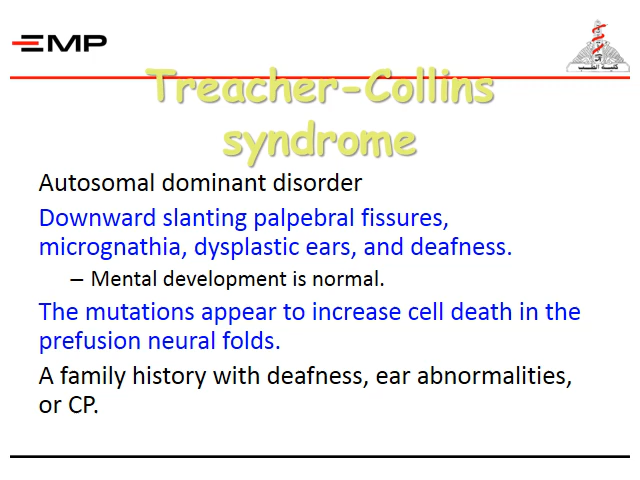 EMP
كلية الطب
Treacher-Collins
syndrome
Autosomal dominant disorder
Downward slanting palpebral fissures,
micrognathia, dysplastic ears, and deafness.
– Mental development is normal.
The mutations appear to increase cell death in the
prefusion neural folds.
A family history with deafness, ear abnormalities,
or CP.